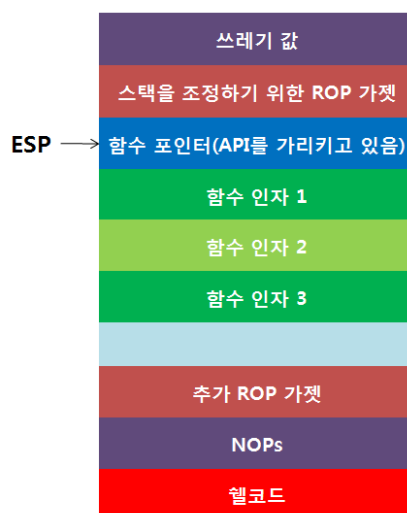 쓰레기 값
스택을 조정하기 위한 ROP 가젯
ESP
함수 포인터(API를 가리키고 있음)
함수 인자 1
함수 인자 2
함수 인자 3
추가 ROP 가젯
NOPs
쉘코드